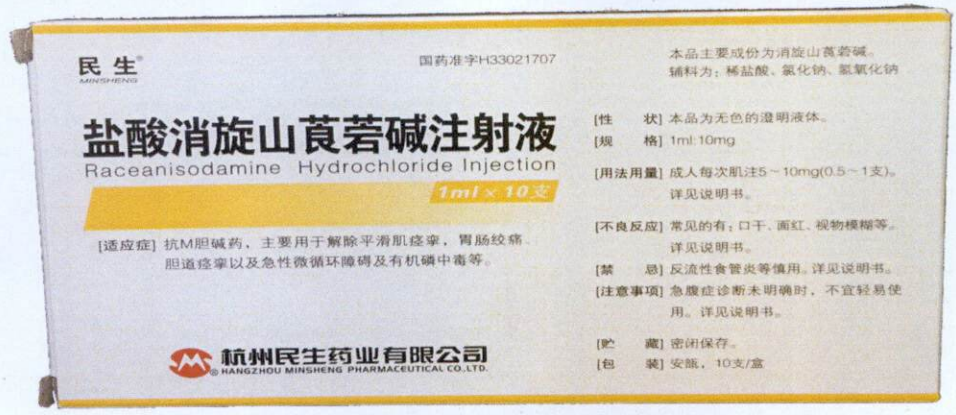 民生®
MINSHENG
国药准字H33021707
盐酸消旋山莨菪碱注射液
Raceanisodamine Hydrochloride Injection
1ml×10支
[适应症] 抗M胆碱药，主要用于解除平滑肌痉挛，胃肠绞痛、
胆道痉挛以及急性微循环障碍及有机磷中毒等。
杭州民生药业有限公司
® HANGZHOU MINSHENG PHARMACEUTICAL CO.,LTD.
本品主要成份为消旋山莨菪碱。
辅料为：稀盐酸、氯化钠、氢氧化钠
[性 状] 本品为无色的澄明液体。
[规 格] 1ml:10mg
[用法用量] 成人每次肌注5～10mg(0.5～1支)。
详见说明书。
[不良反应] 常见的有：口干、面红、视物模糊等。
详见说明书。
[禁 忌] 反流性食管炎等慎用。详见说明书。
[注意事项] 急腹症诊断未明确时，不宜轻易使
用。详见说明书。
[贮 藏] 密闭保存。
[包 装] 安瓿，10支/盒